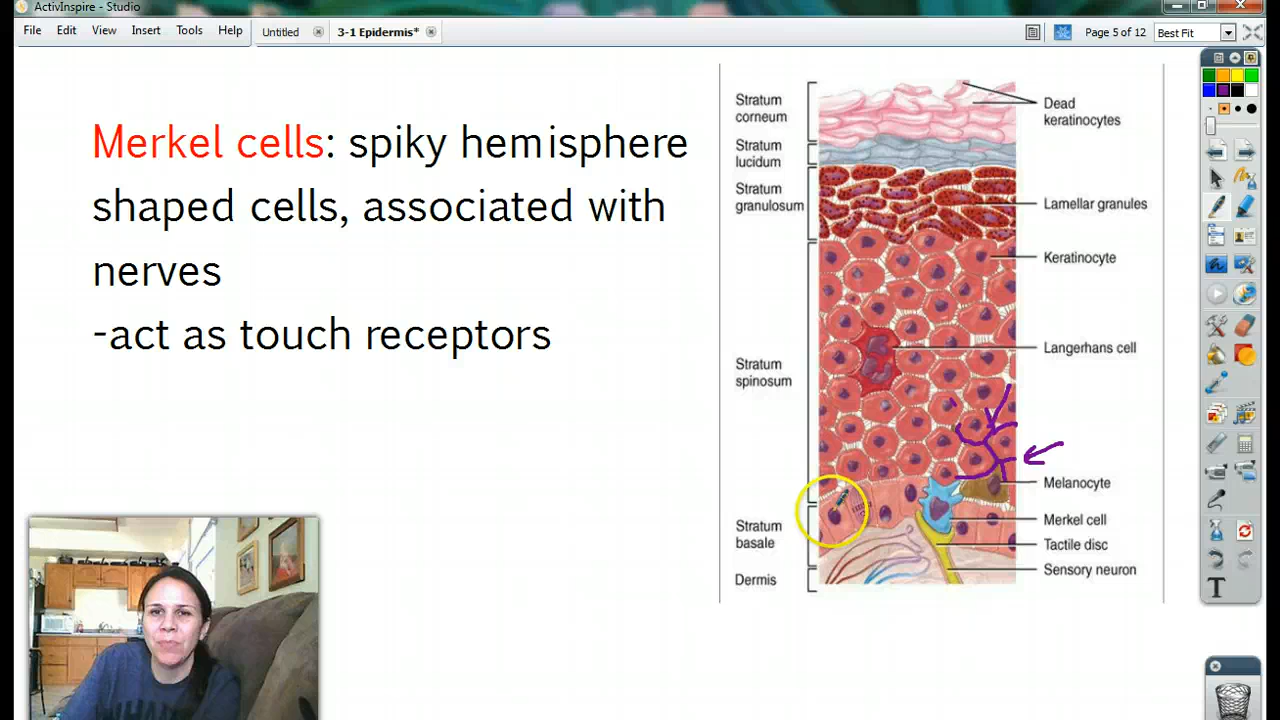 ActivInspire - Studio
File Edit View Insert Tools Help Untitled 3-1 Epidermis* Page 5 of 12 Best Fit
Merkel cells: spiky hemisphere
shaped cells, associated with
nerves
-act as touch receptors
Stratum
corneum
Stratum
lucidum
Stratum
granulosum
Stratum
spinosum
Stratum
basale
Dermis
Dead
keratinocytes
Lamellar granules
Keratinocyte
Langerhans cell
Melanocyte
Merkel cell
Tactile disc
Sensory neuron
T